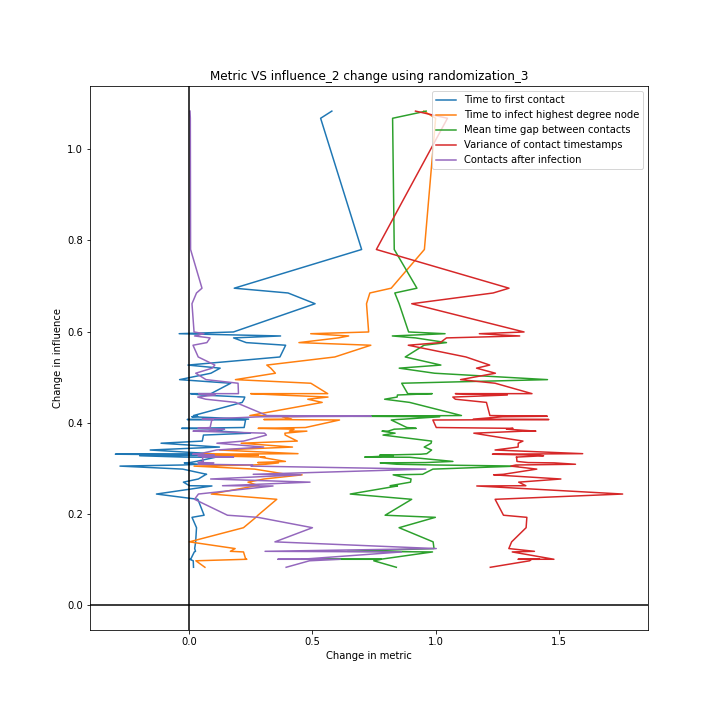 Metric VS influence_2 change using randomization_3
Time to first contact
Time to infect highest degree node
Mean time gap between contacts
Variance of contact timestamps
Contacts after infection
Change in influence
1.0
0.8
0.6
0.4
0.2
0.0
0.0 0.5 1.0 1.5
Change in metric